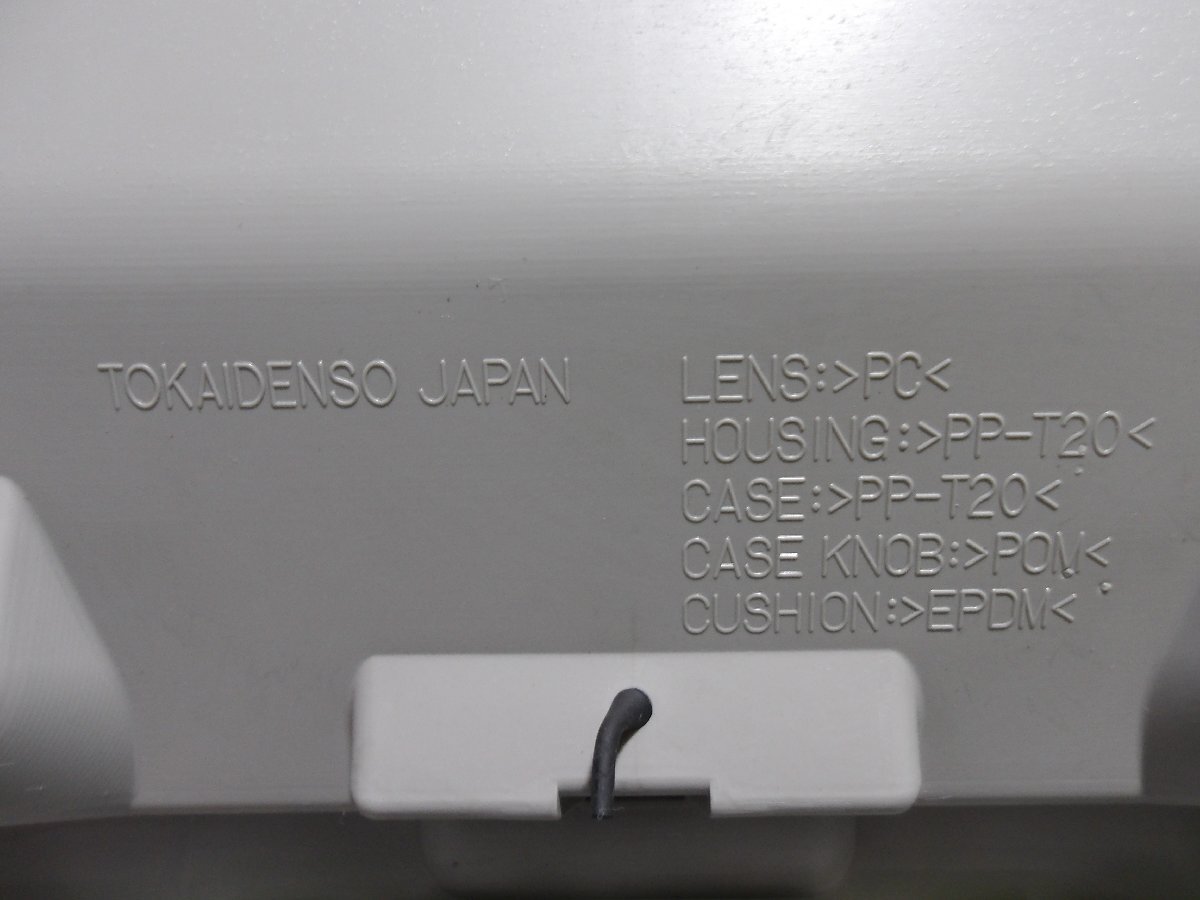 TOKAIDENSO JAPAN
LENS:>PC<
HOUSING:>PP-T20<
CASE:>PP-T20<
CASE KNOB:>POM<
CUSHION:>EPDM<